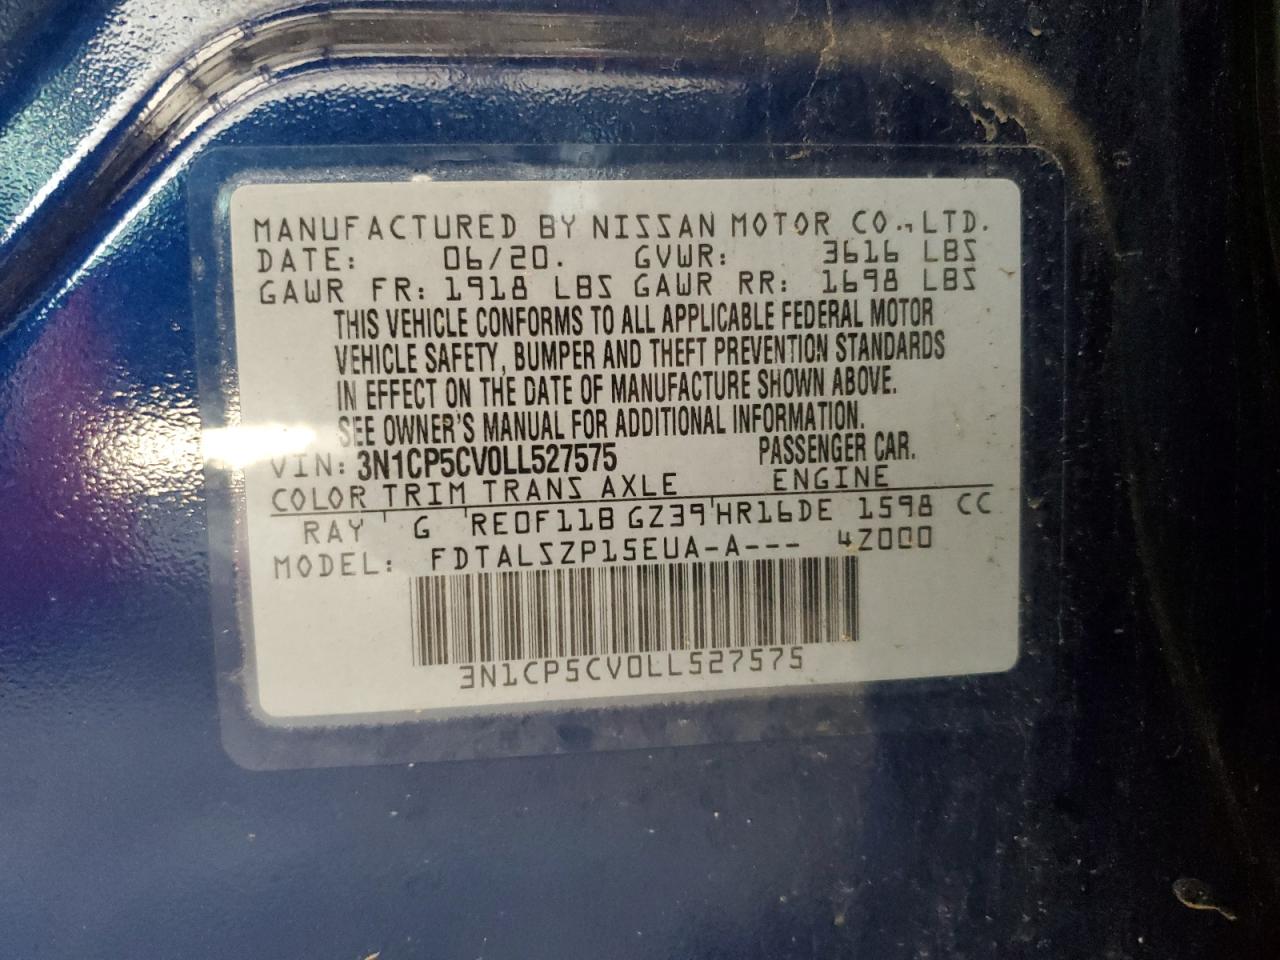 MANUFACTURED BY NISSAN MOTOR CO., LTD.
DATE: 06/20. GVWR: 3616 LBS
GAWR FR: 1918 LBS GAWR RR: 1698 LBS
THIS VEHICLE CONFORMS TO ALL APPLICABLE FEDERAL MOTOR
VEHICLE SAFETY, BUMPER AND THEFT PREVENTION STANDARDS
IN EFFECT ON THE DATE OF MANUFACTURE SHOWN ABOVE.
SEE OWNER'S MANUAL FOR ADDITIONAL INFORMATION.
VIN: 3N1CP5CV0LL527575 PASSENGER CAR.
COLOR TRIM TRANS AXLE ENGINE
RAY ' G 'RE0F11B GZ39'HR16DE 1598 CC
MODEL: FDTALSZP15EUA-A--- 4Z000
3N1CP5CV0LL527575